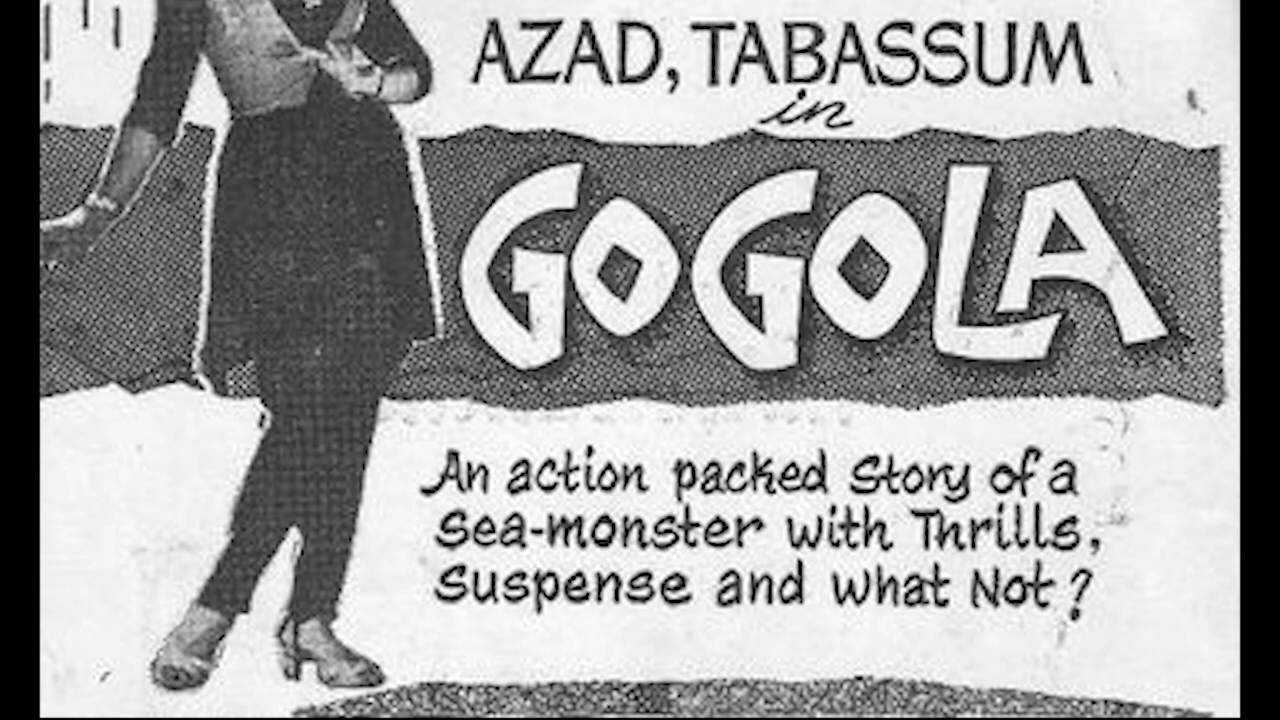 AZAD, TABASSUM
in
GOGOLA
An action packed Story of a
Sea-monster with Thrills,
Suspense and What Not?